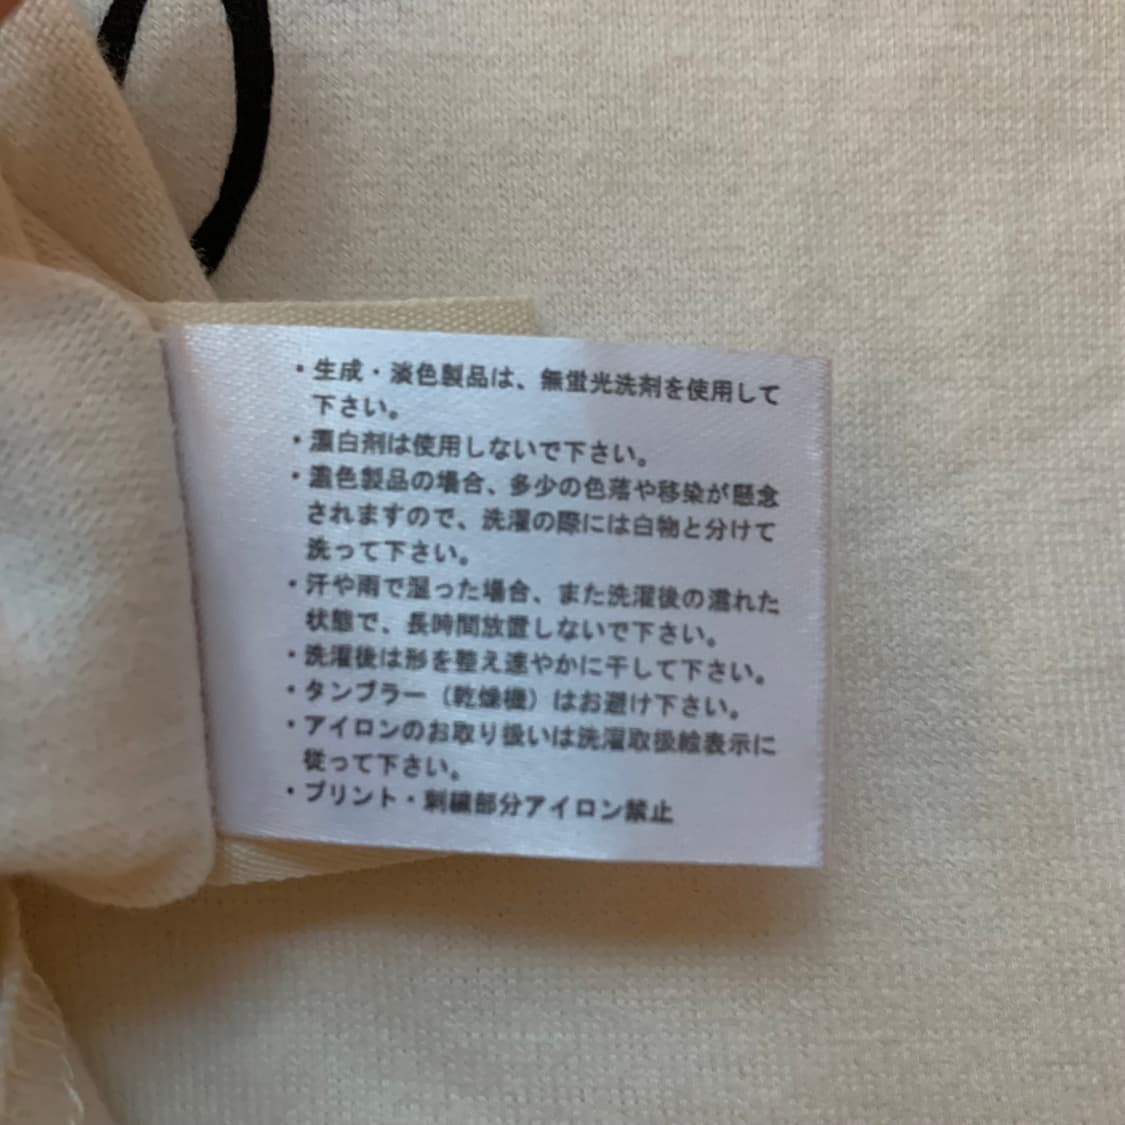 ・生成・淡色製品は、無蛍光洗剤を使用して
下さい。
・漂白剤は使用しないで下さい。
・濃色製品の場合、多少の色落や移染が懸念
されますので、洗濯の際には白物と分けて
洗って下さい。
・汗や雨で湿った場合、また洗濯後の濡れた
状態で、長時間放置しないで下さい。
・洗濯後は形を整え速やかに干して下さい。
・タンブラー（乾燥機）はお避け下さい。
・アイロンのお取り扱いは洗濯取扱絵表示に
従って下さい。
・プリント・刺繍部分アイロン禁止